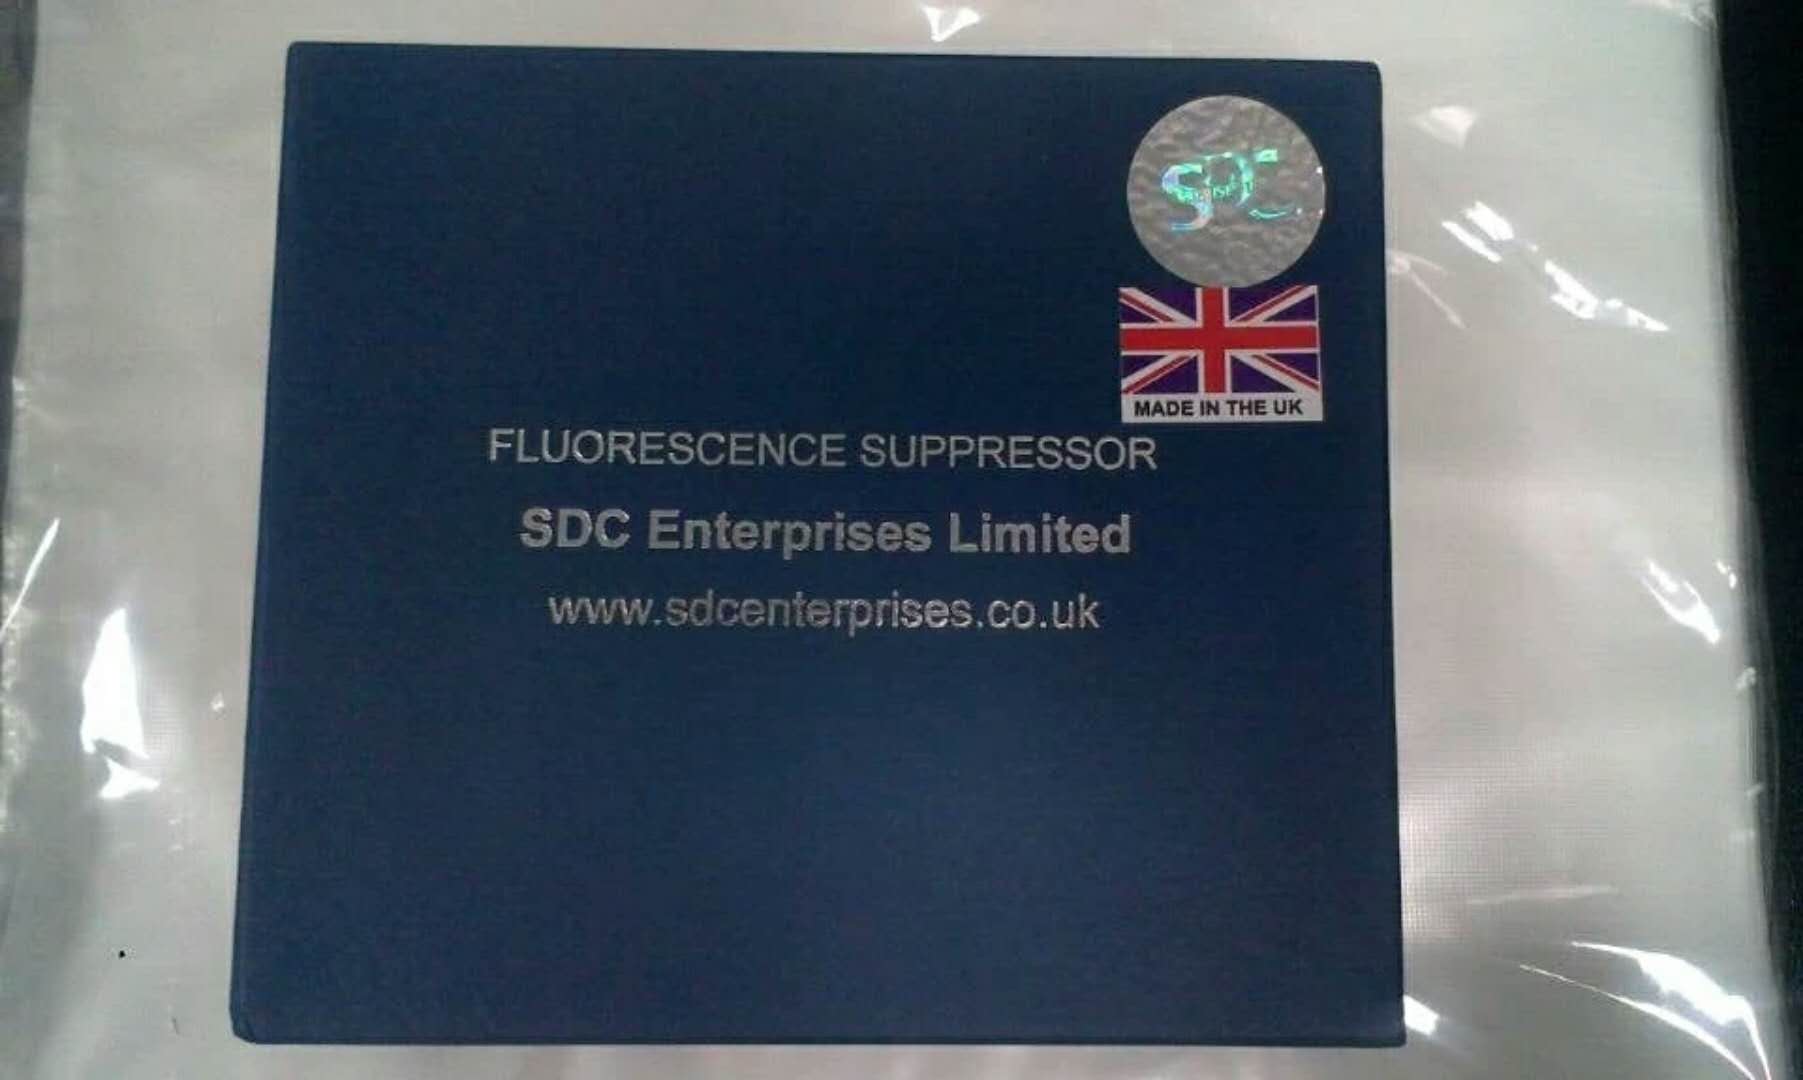 SDC
MADE IN THE UK
FLUORESCENCE SUPPRESSOR
SDC Enterprises Limited
www.sdcenterprises.co.uk